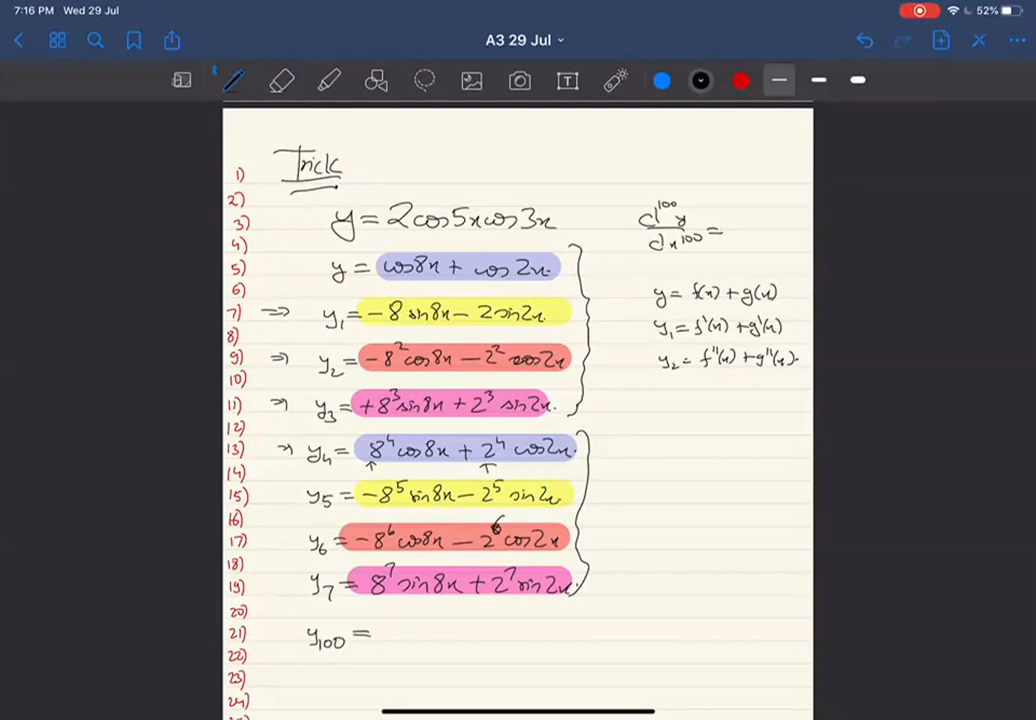 7:16 PM Wed 29 Jul
52%
A3 29 Jul
Trick
1)
2)
3)
4)
5)
6)
7)
8)
9)
10)
11)
12)
13)
14)
15)
16)
17)
18)
19)
20)
21)
22)
23)
24)
y = 2cos5x cos3x
y = cos8x + cos2x.
⇒ y₁ = -8 sin8x - 2sin2x.
⇒ y₂ = -8² cos8x - 2² cos2x
⇒ y₃ = +8³ sin8x + 2³ sin2x.
⇒ y₄ = 8⁴ cos8x + 2⁴ cos2x.
↑ ↑
y₅ = -8⁵ sin8x - 2⁵ sin2x
y₆ = -8⁶ cos8x - 2⁶ cos2x
y₇ = 8⁷ sin8x + 2⁷ sin2x.
y₁₀₀ =
d¹⁰⁰y
dx¹⁰⁰ =
y = f(x) + g(x)
y₁ = f'(x) + g'(x)
y₂ = f''(x) + g''(x).